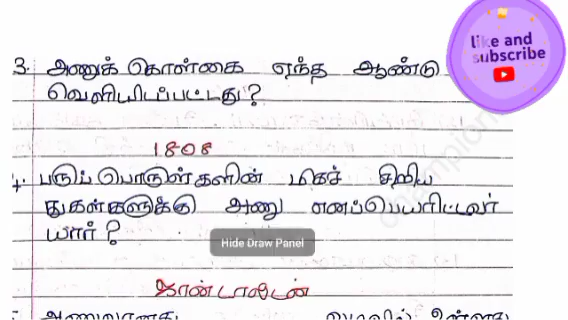 like and
subscribe
3. அணுக் கொள்கை எந்த ஆண்டு
வெளியிடப்பட்டது?
1808
4. பருப் பொருள்களின் மிகச் சிறிய
துகள்களுக்கு அணு எனப்பெயரிட்டவர்
யார்?
Hide Draw Panel
ஜான் டால்டன்